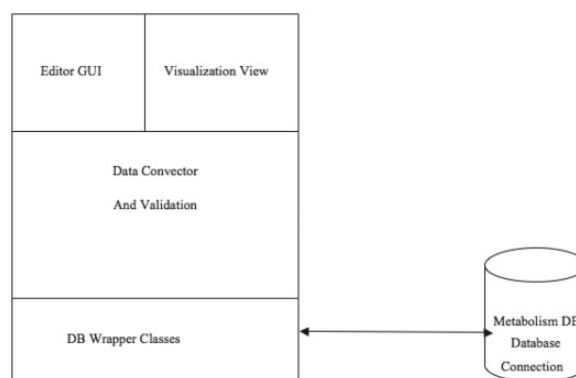 Editor GUI
Visualization View
Data Convector
And Validation
DB Wrapper Classes
Metabolism DB
Database
Connection